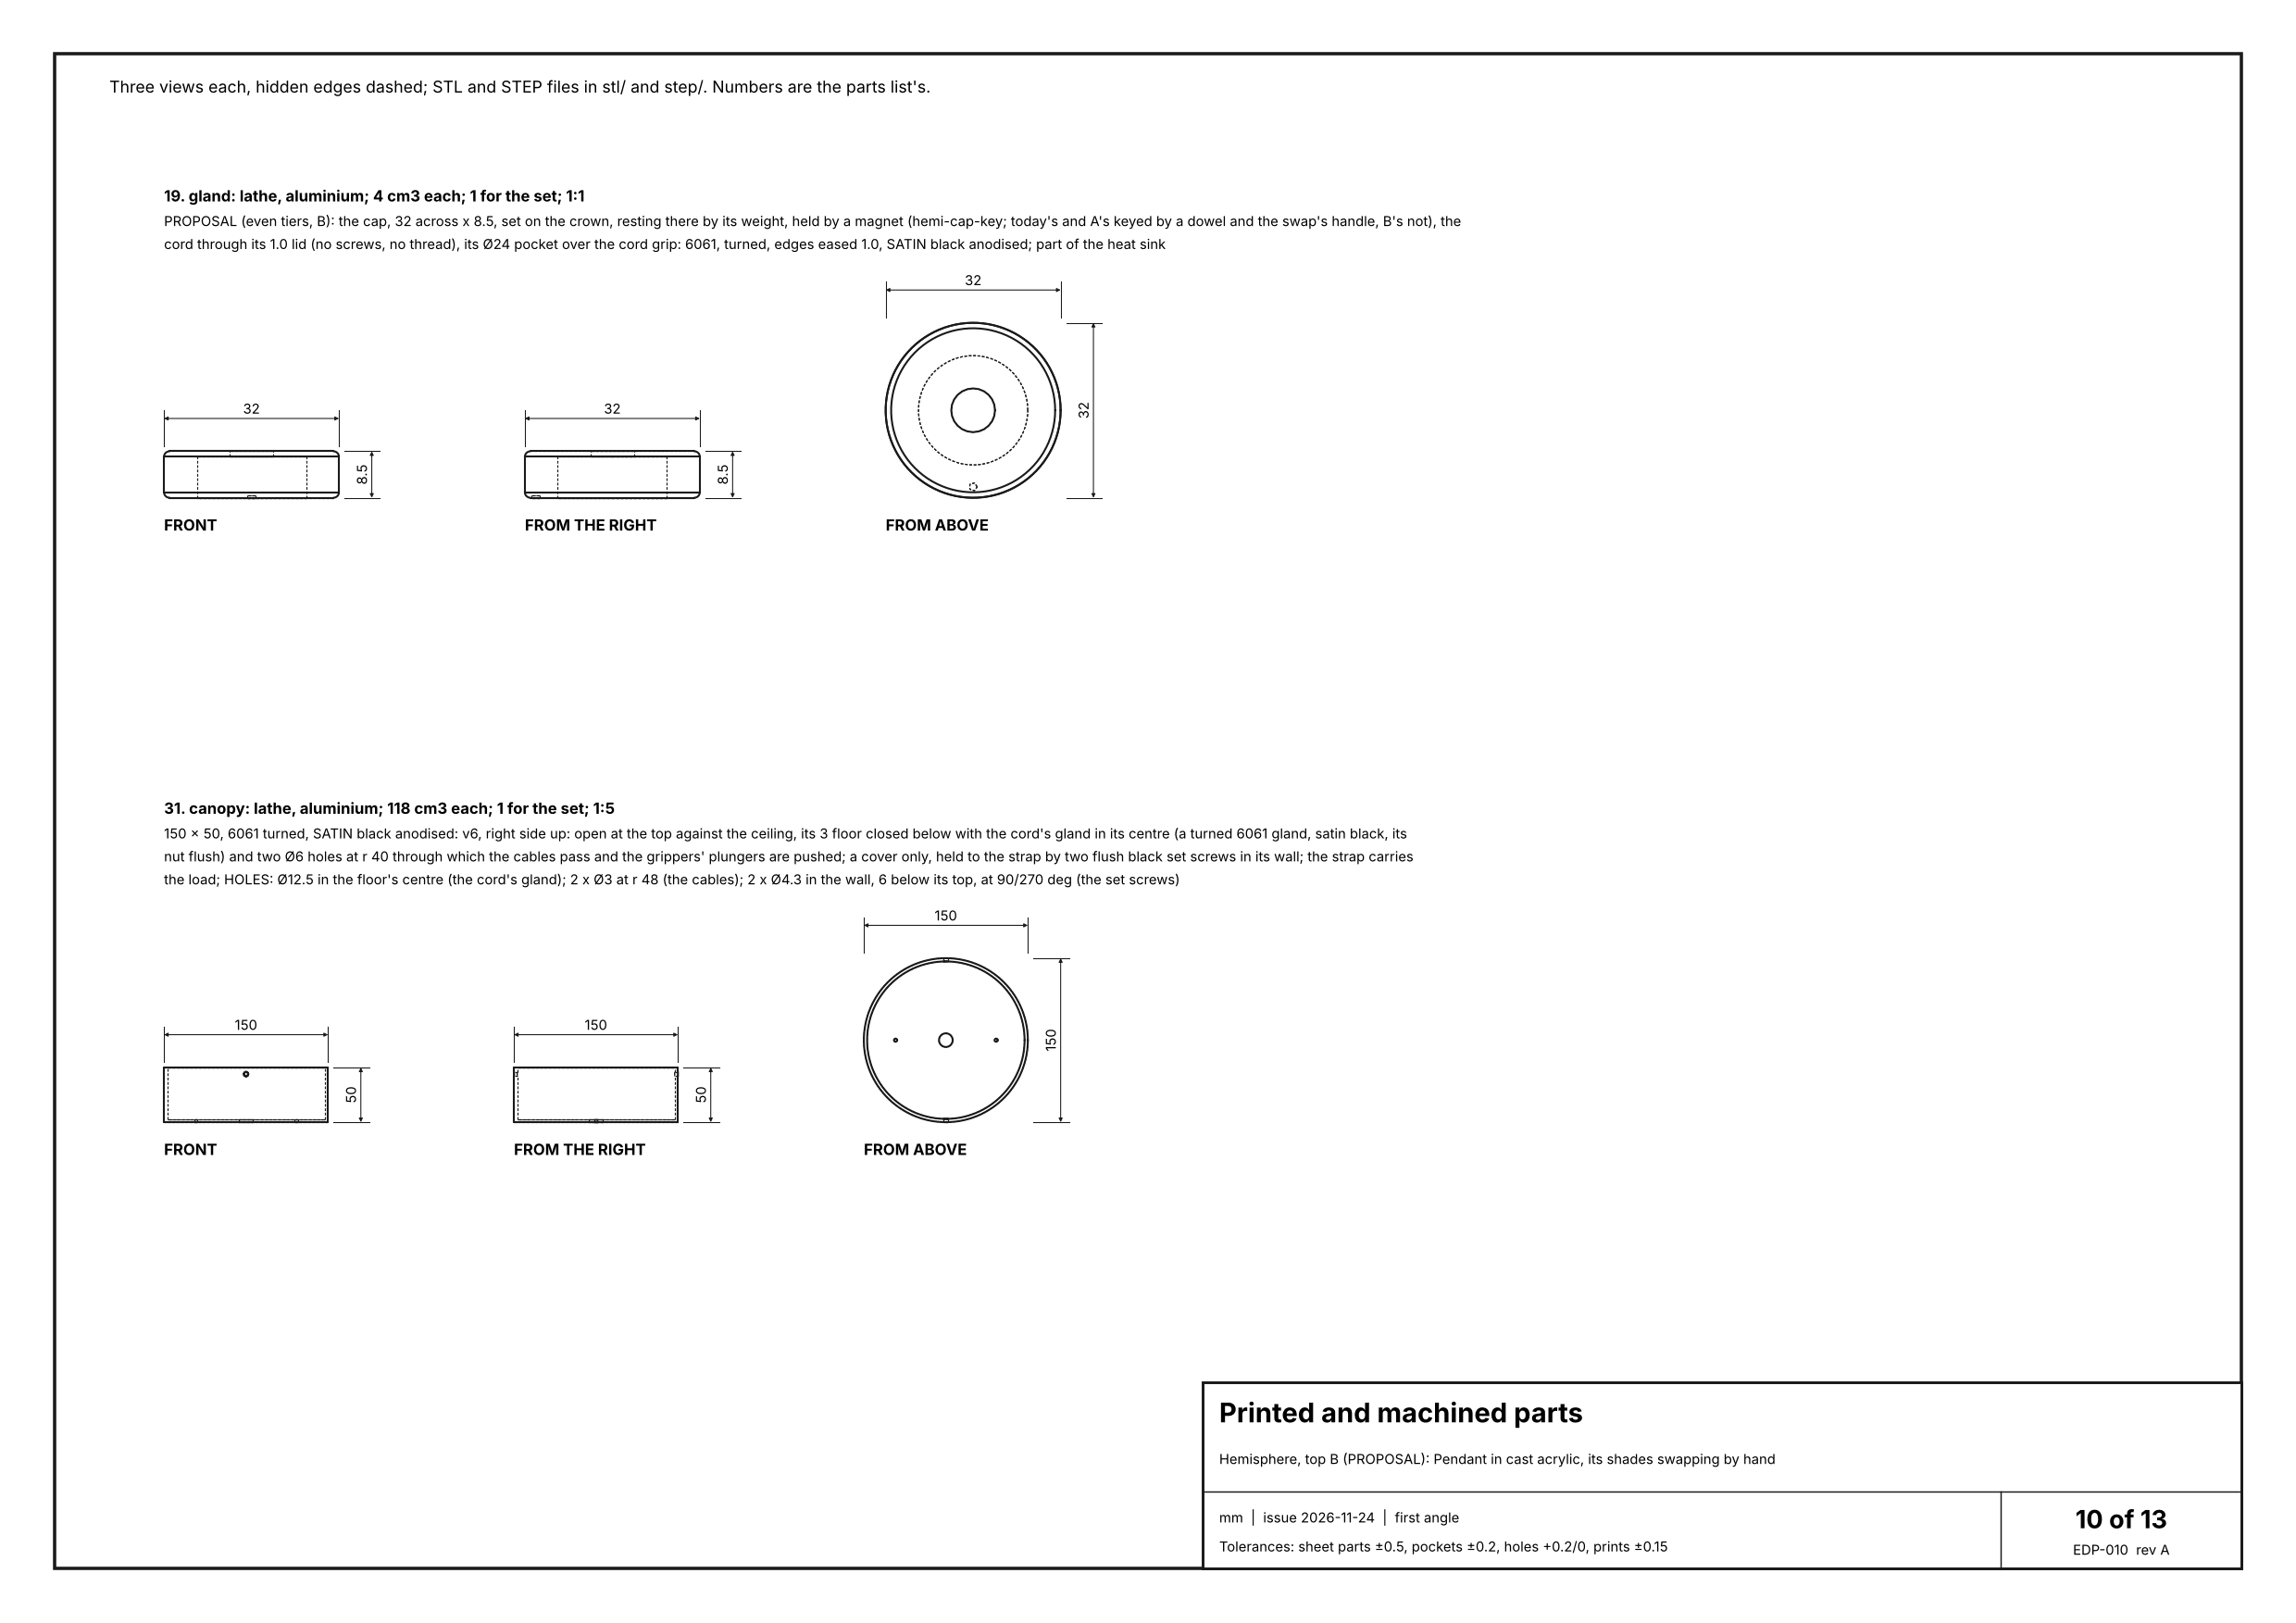 Three views each, hidden edges dashed; STL and STEP files in stl/ and step/. Numbers are the parts list's.
19. gland: lathe, aluminium; 4 cm3 each; 1 for the set; 1:1
PROPOSAL (even tiers, B): the cap, 32 across x 8.5, set on the crown, resting there by its weight, held by a magnet (hemi-cap-key; today's and A's keyed by a dowel and the swap's handle, B's not), the
cord through its 1.0 lid (no screws, no thread), its Ø24 pocket over the cord grip: 6061, turned, edges eased 1.0, SATIN black anodised; part of the heat sink
32
32
32
32
8.5
8.5
FRONT
FROM THE RIGHT
FROM ABOVE
31. canopy: lathe, aluminium; 118 cm3 each; 1 for the set; 1:5
150 × 50, 6061 turned, SATIN black anodised: v6, right side up: open at the top against the ceiling, its 3 floor closed below with the cord's gland in its centre (a turned 6061 gland, satin black, its
nut flush) and two Ø6 holes at r 40 through which the cables pass and the grippers' plungers are pushed; a cover only, held to the strap by two flush black set screws in its wall; the strap carries
the load; HOLES: Ø12.5 in the floor's centre (the cord's gland); 2 x Ø3 at r 48 (the cables); 2 x Ø4.3 in the wall, 6 below its top, at 90/270 deg (the set screws)
150
150
150
150
50
50
FRONT
FROM THE RIGHT
FROM ABOVE
Printed and machined parts
Hemisphere, top B (PROPOSAL): Pendant in cast acrylic, its shades swapping by hand
mm | issue 2026-11-24 | first angle
Tolerances: sheet parts ±0.5, pockets ±0.2, holes +0.2/0, prints ±0.15
10 of 13
EDP-010 rev A